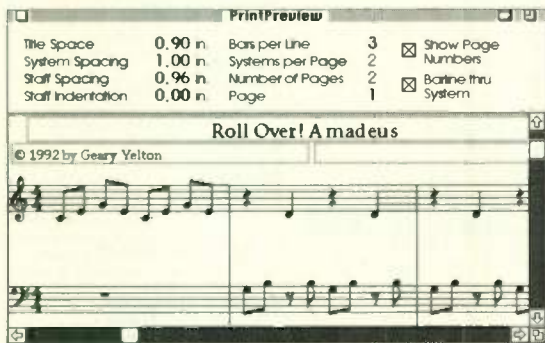 PrintPreview
Title Space 0.90 in Bars per Line 3 Show Page Numbers
System Spacing 1.00 in Systems per Page 2
Staff Spacing 0.96 in Number of Pages 2 Barline thru System
Staff Indentation 0.00 in Page 1
Roll Over! Amadeus
© 1992 by Geary Yelton